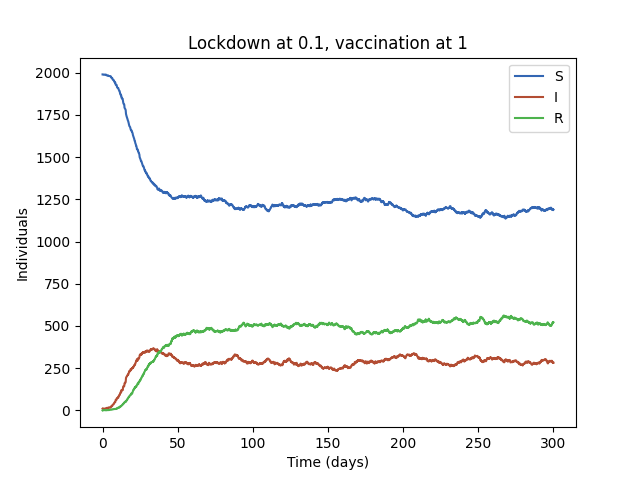 Lockdown at 0.1, vaccination at 1
S
I
R
2000
1750
1500
1250
1000
750
500
250
0
Individuals
0 50 100 150 200 250 300
Time (days)